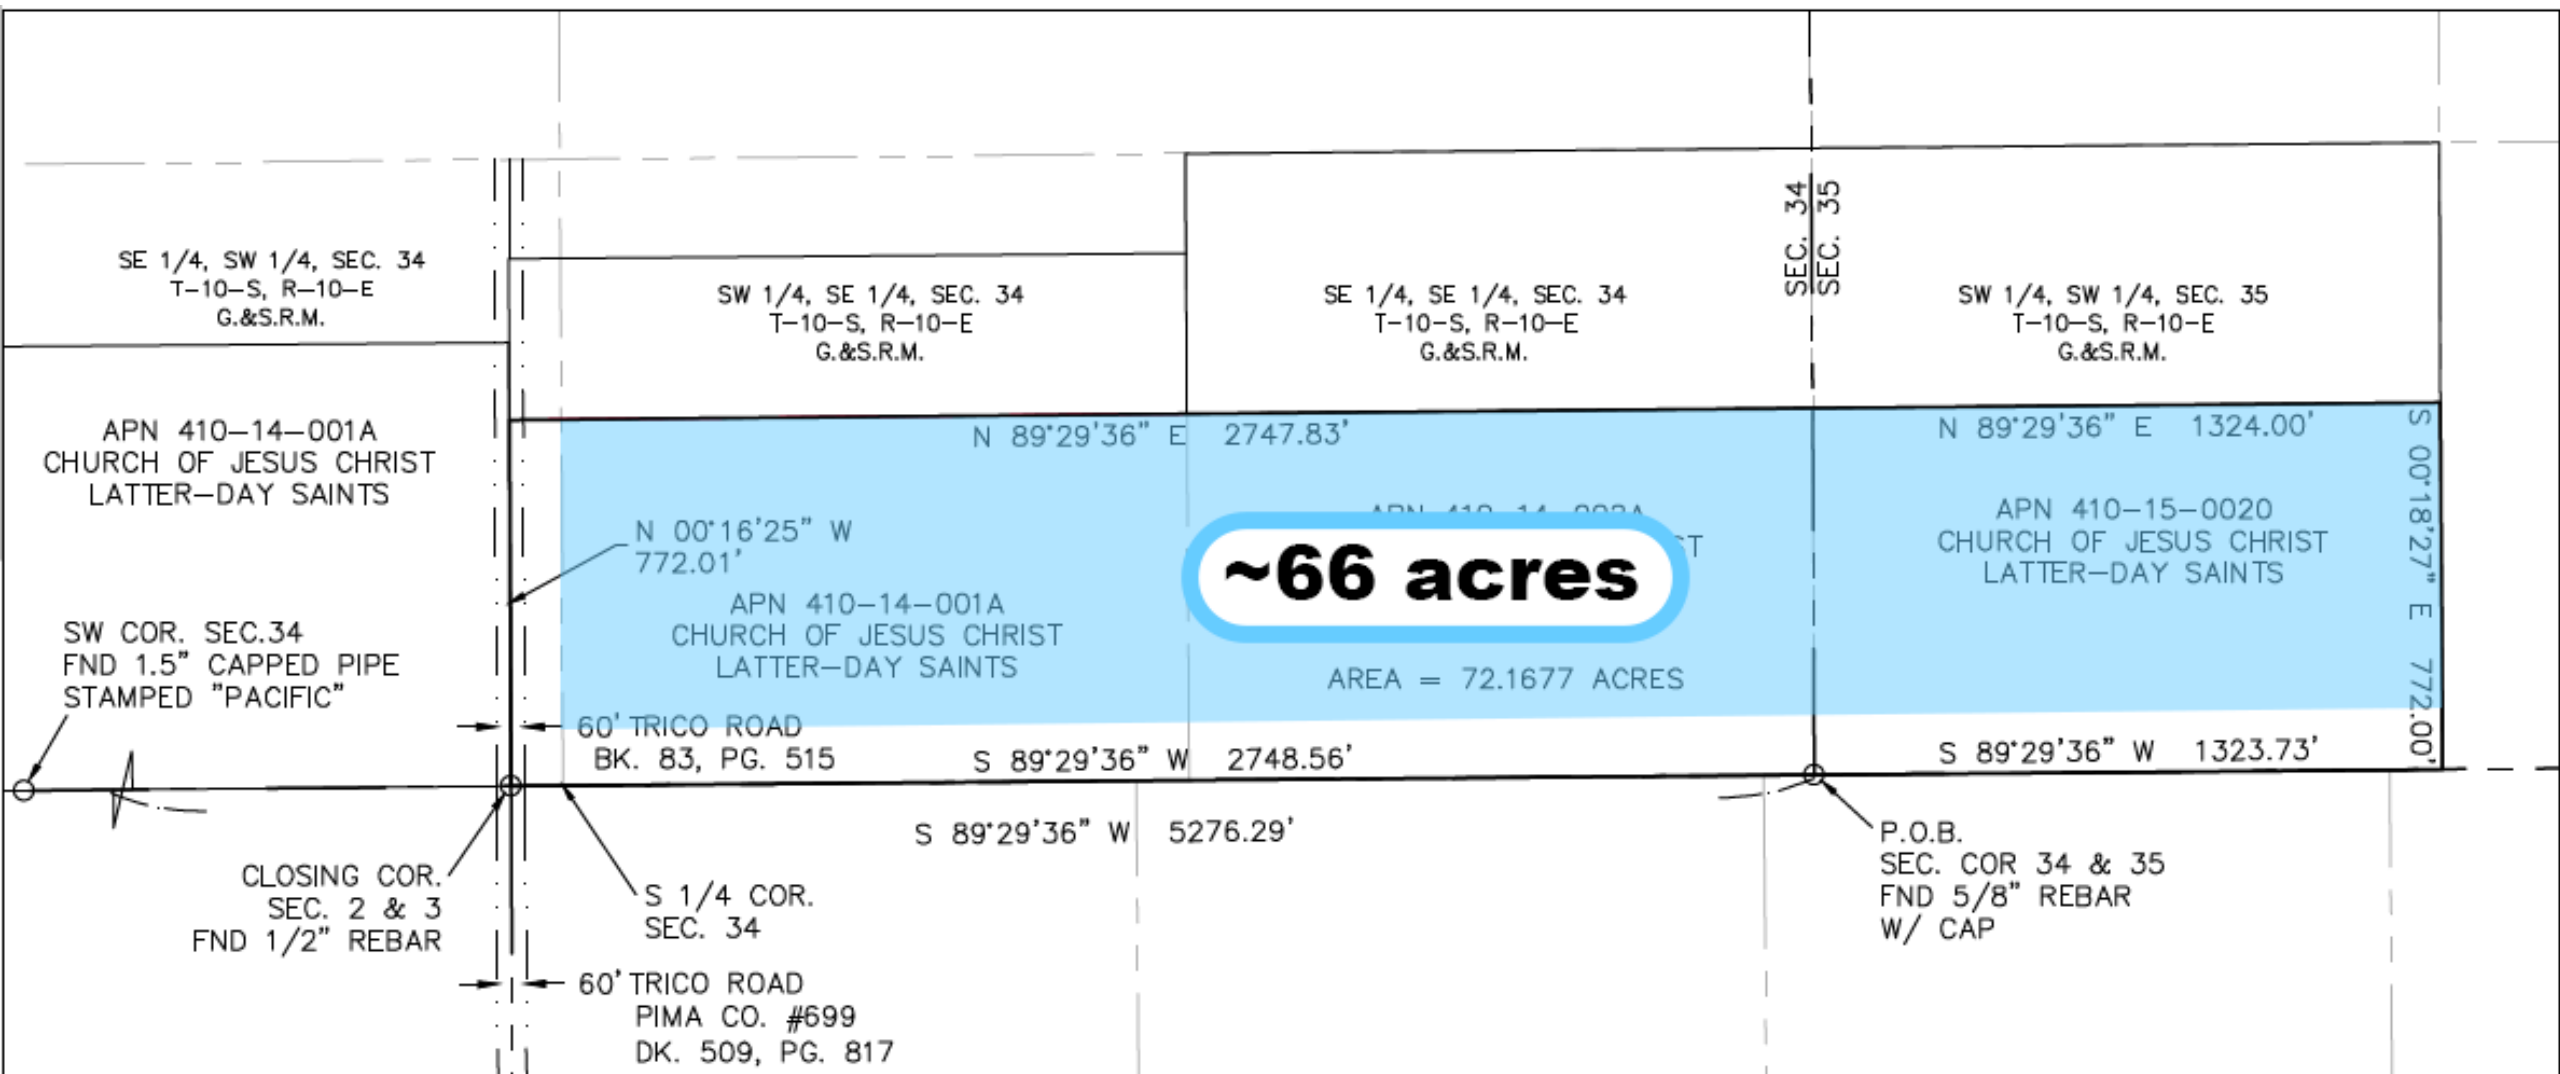 SEC. 34
SEC. 35
SE 1/4, SW 1/4, SEC. 34
T-10-S, R-10-E
G.&S.R.M.
SW 1/4, SE 1/4, SEC. 34
T-10-S, R-10-E
G.&S.R.M.
SE 1/4, SE 1/4, SEC. 34
T-10-S, R-10-E
G.&S.R.M.
SW 1/4, SW 1/4, SEC. 35
T-10-S, R-10-E
G.&S.R.M.
APN 410-14-001A
CHURCH OF JESUS CHRIST
LATTER-DAY SAINTS
N 89°29'36" E 2747.83'
N 89°29'36" E 1324.00'
S 00°18'27" E 772.00'
N 00°16'25" W
772.01'
APN 410-14-001A
CHURCH OF JESUS CHRIST
LATTER-DAY SAINTS
~66 acres
AREA = 72.1677 ACRES
APN 410-15-0020
CHURCH OF JESUS CHRIST
LATTER-DAY SAINTS
SW COR. SEC.34
FND 1.5" CAPPED PIPE
STAMPED "PACIFIC"
60' TRICO ROAD
BK. 83, PG. 515
S 89°29'36" W 2748.56'
S 89°29'36" W 1323.73'
S 89°29'36" W 5276.29'
CLOSING COR.
SEC. 2 & 3
FND 1/2" REBAR
S 1/4 COR.
SEC. 34
P.O.B.
SEC. COR 34 & 35
FND 5/8" REBAR
W/ CAP
60' TRICO ROAD
PIMA CO. #699
DK. 509, PG. 817